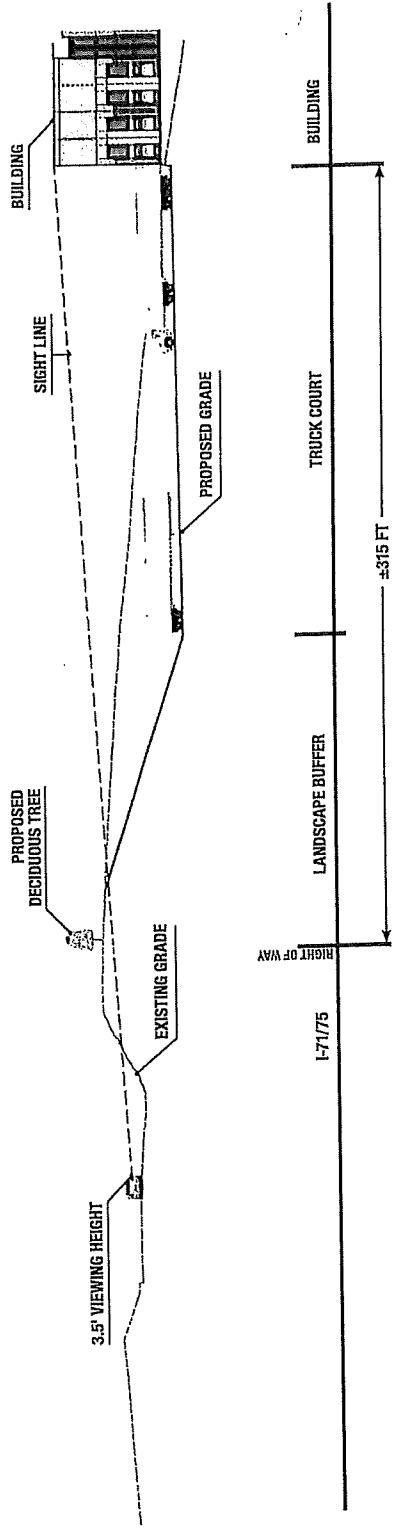 3.5' VIEWING HEIGHT
EXISTING GRADE
PROPOSED
DECIDUOUS TREE
SIGHT LINE
BUILDING
PROPOSED GRADE
I-71/75
RIGHT OF WAY
LANDSCAPE BUFFER
TRUCK COURT
BUILDING
±315 FT